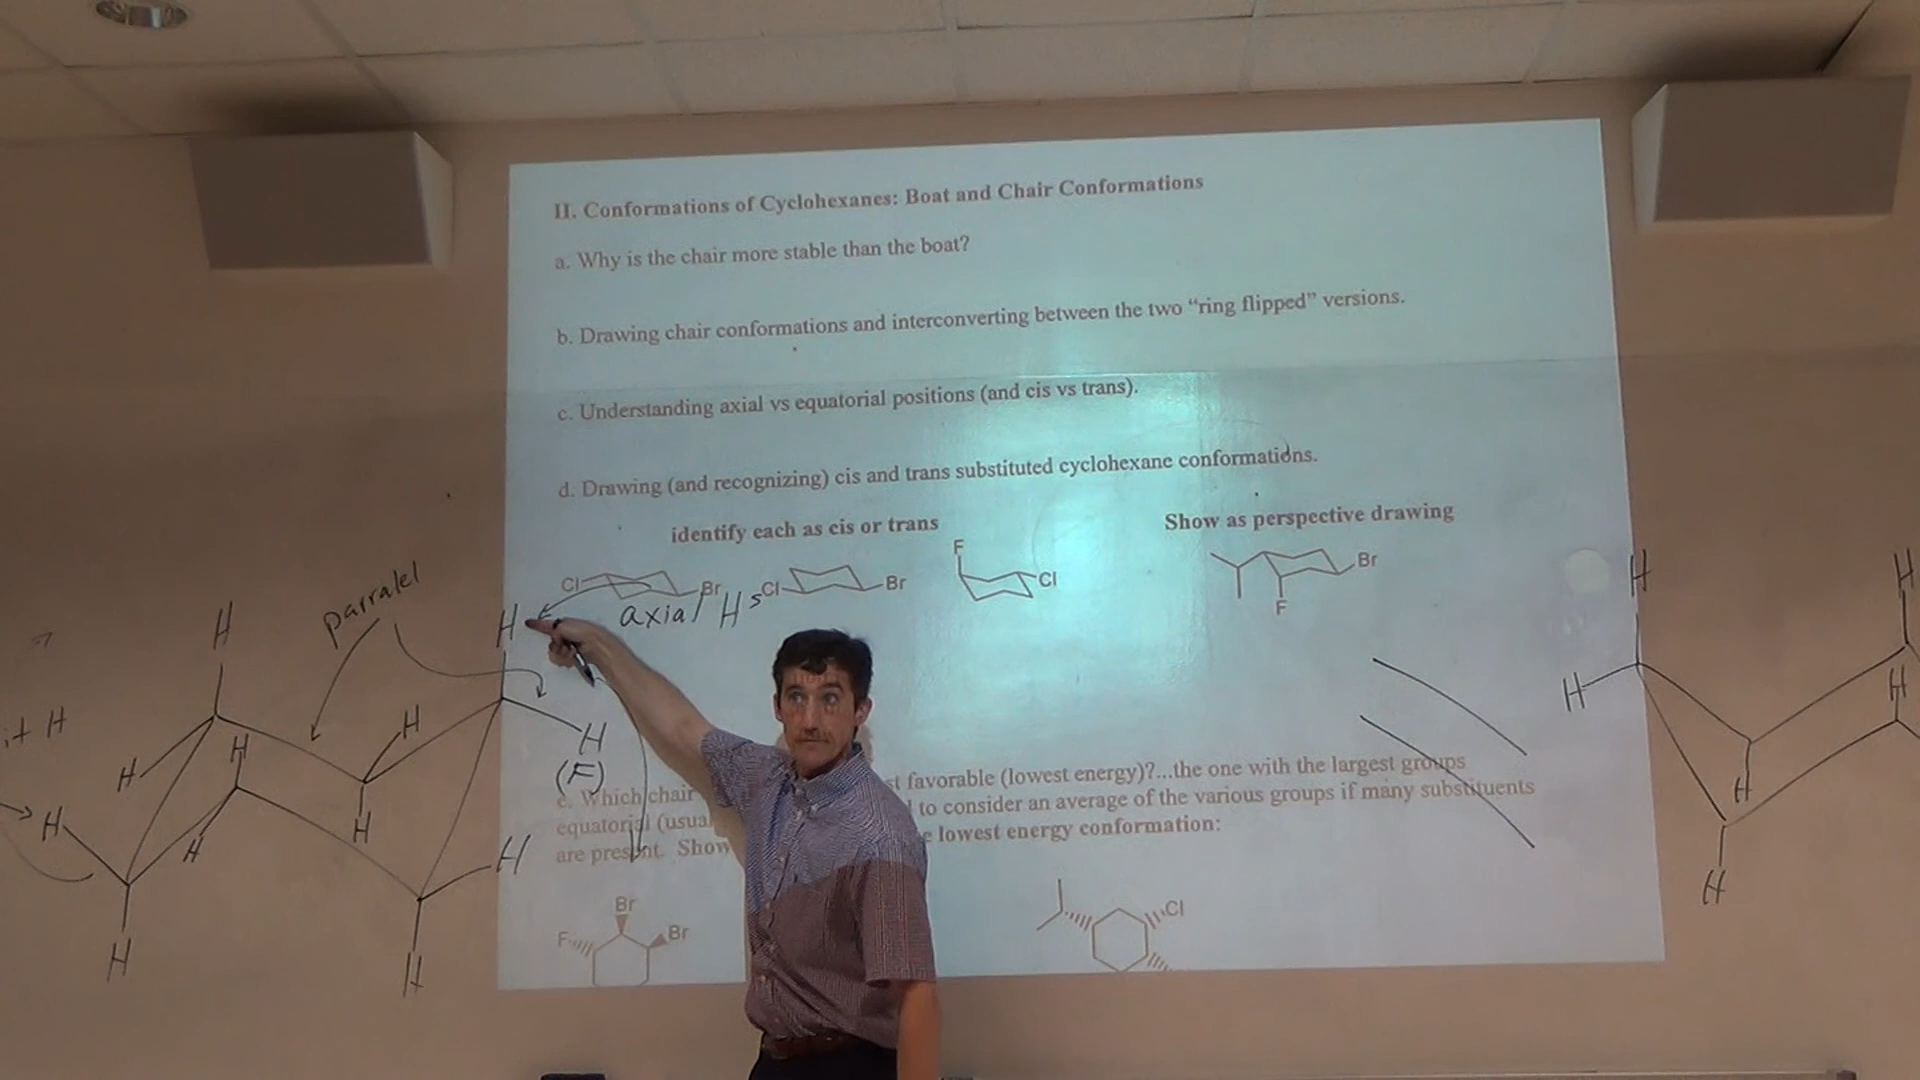 II. Conformations of Cyclohexanes: Boat and Chair Conformations
a. Why is the chair more stable than the boat?
b. Drawing chair conformations and interconverting between the two “ring flipped” versions.
c. Understanding axial vs equatorial positions (and cis vs trans).
d. Drawing (and recognizing) cis and trans substituted cyclohexane conformations.
identify each as cis or trans
Show as perspective drawing
F
Cl Br Cl Br Cl
Br
F
parralel
axial Hs
H H
H H
H H
it H
H H
H H
(F)
H H H
H
H H
H
H
H
H
H
e. Which chair
st favorable (lowest energy)?...the one with the largest groups
equatorial (usua
to consider an average of the various groups if many substituents
are present. Show
e lowest energy conformation:
Br
F Br
Cl